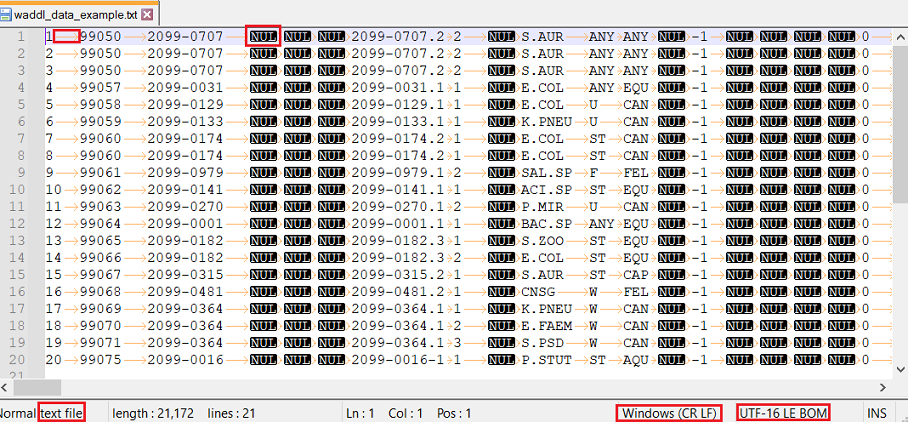 waddl_data_example.txt
1 1 99050 2099-0707 NUL NUL NUL 2099-0707.2 2 NUL S.AUR ANY ANY NUL -1 NUL NUL NUL NUL 0
2 2 99050 2099-0707 NUL NUL NUL 2099-0707.2 2 NUL S.AUR ANY ANY NUL -1 NUL NUL NUL NUL 0
3 3 99050 2099-0707 NUL NUL NUL 2099-0707.2 2 NUL S.AUR ANY ANY NUL -1 NUL NUL NUL NUL 0
4 4 99057 2099-0031 NUL NUL NUL 2099-0031.1 1 NUL E.COL ANY EQU NUL -1 NUL NUL NUL NUL 0
5 5 99058 2099-0129 NUL NUL NUL 2099-0129.1 1 NUL E.COL U CAN NUL -1 NUL NUL NUL NUL 0
6 6 99059 2099-0133 NUL NUL NUL 2099-0133.1 1 NUL K.PNEU U CAN NUL -1 NUL NUL NUL NUL 0
7 7 99060 2099-0174 NUL NUL NUL 2099-0174.2 1 NUL E.COL ST CAN NUL -1 NUL NUL NUL NUL 0
8 8 99060 2099-0174 NUL NUL NUL 2099-0174.2 1 NUL E.COL ST CAN NUL -1 NUL NUL NUL NUL 0
9 9 99061 2099-0979 NUL NUL NUL 2099-0979.1 2 NUL SAL.SP F FEL NUL -1 NUL NUL NUL NUL 0
10 10 99062 2099-0141 NUL NUL NUL 2099-0141.1 1 NUL ACI.SP ST EQU NUL -1 NUL NUL NUL NUL 0
11 11 99063 2099-0270 NUL NUL NUL 2099-0270.1 2 NUL P.MIR U CAN NUL -1 NUL NUL NUL NUL 0
12 12 99064 2099-0001 NUL NUL NUL 2099-0001.1 1 NUL BAC.SP ANY EQU NUL -1 NUL NUL NUL NUL 0
13 13 99065 2099-0182 NUL NUL NUL 2099-0182.3 1 NUL S.ZOO ST EQU NUL -1 NUL NUL NUL NUL 0
14 14 99066 2099-0182 NUL NUL NUL 2099-0182.3 2 NUL E.COL ST EQU NUL -1 NUL NUL NUL NUL 0
15 15 99067 2099-0315 NUL NUL NUL 2099-0315.2 1 NUL S.AUR ST CAP NUL -1 NUL NUL NUL NUL 0
16 16 99068 2099-0481 NUL NUL NUL 2099-0481.2 1 NUL CNSG W FEL NUL -1 NUL NUL NUL NUL 0
17 17 99069 2099-0364 NUL NUL NUL 2099-0364.1 1 NUL K.PNEU W CAN NUL -1 NUL NUL NUL NUL 0
18 18 99070 2099-0364 NUL NUL NUL 2099-0364.1 2 NUL E.FAEM W CAN NUL -1 NUL NUL NUL NUL 0
19 19 99071 2099-0364 NUL NUL NUL 2099-0364.1 3 NUL S.PSD W CAN NUL -1 NUL NUL NUL NUL 0
20 20 99075 2099-0016 NUL NUL NUL 2099-0016-1 1 NUL P.STUT ST AQU NUL -1 NUL NUL NUL NUL 0
21
Normal text file length : 21,172 lines : 21 Ln : 1 Col : 1 Pos : 1 Windows (CR LF) UTF-16 LE BOM INS